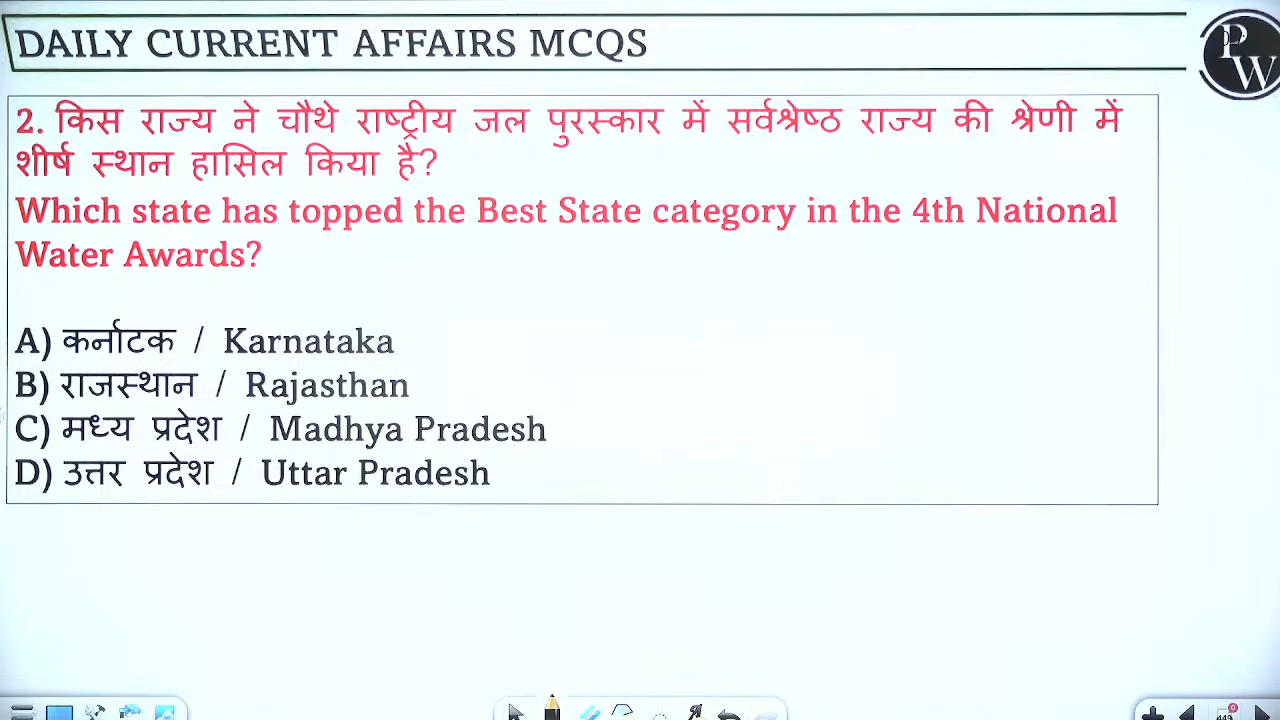 DAILY CURRENT AFFAIRS MCQS
PW
2. किस राज्य ने चौथे राष्ट्रीय जल पुरस्कार में सर्वश्रेष्ठ राज्य की श्रेणी में
शीर्ष स्थान हासिल किया है?
Which state has topped the Best State category in the 4th National
Water Awards?
A) कर्नाटक / Karnataka
B) राजस्थान / Rajasthan
C) मध्य प्रदेश / Madhya Pradesh
D) उत्तर प्रदेश / Uttar Pradesh